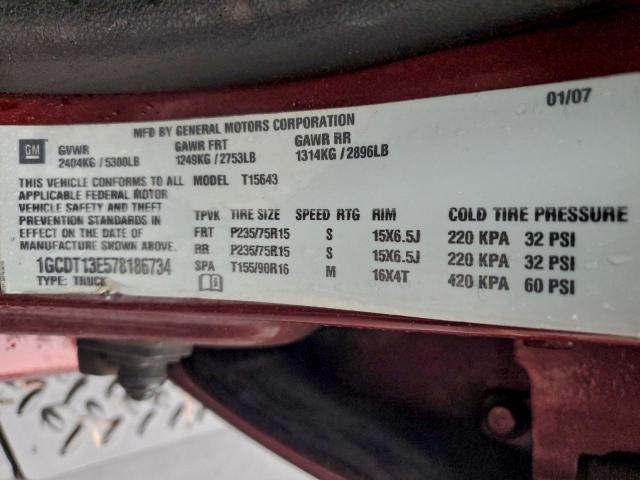 01/07
MFD BY GENERAL MOTORS CORPORATION
GM GVWR GAWR FRT GAWR RR
2404KG / 5300LB 1249KG / 2753LB 1314KG / 2896LB
THIS VEHICLE CONFORMS TO ALL MODEL T15643
APPLICABLE FEDERAL MOTOR
VEHICLE SAFETY AND THEFT
PREVENTION STANDARDS IN
EFFECT ON THE DATE OF
MANUFACTURE SHOWN ABOVE.
1GCDT13E578186734
TYPE: TRUCK
TPVK TIRE SIZE SPEED RTG RIM COLD TIRE PRESSURE
FRT P235/75R15 S 15X6.5J 220 KPA 32 PSI
RR P235/75R15 S 15X6.5J 220 KPA 32 PSI
SPA T155/90R16 M 16X4T 420 KPA 60 PSI